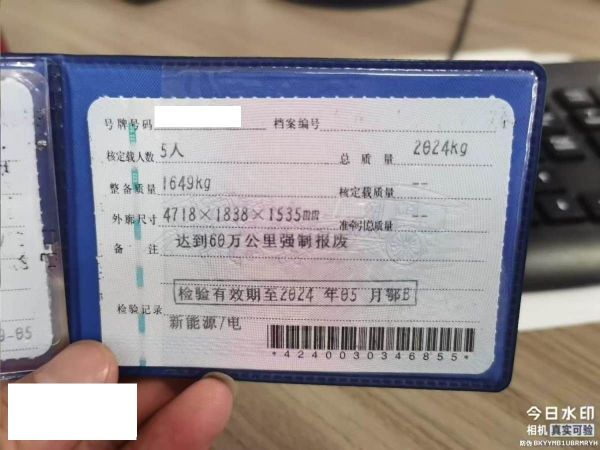 号牌号码 档案编号
核定载人数 5人 总质量 2024kg
整备质量 1649kg 核定载质量 --
外廓尺寸 4718×1838×1535mm 准牵引总质量 --
备注 达到60万公里强制报废
检验有效期至2024 年05 月鄂B
检验记录
新能源/电
*4240030346855*
9-05
今日水印
相机 真实可验
防伪 BKYYMB1UBRMRYH